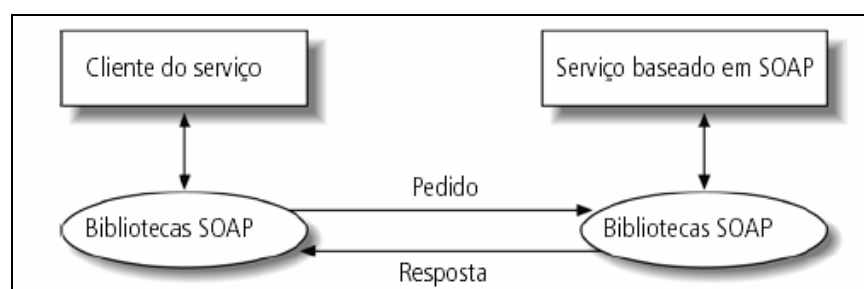 Cliente do serviço
Serviço baseado em SOAP
Pedido
Bibliotecas SOAP
Bibliotecas SOAP
Resposta